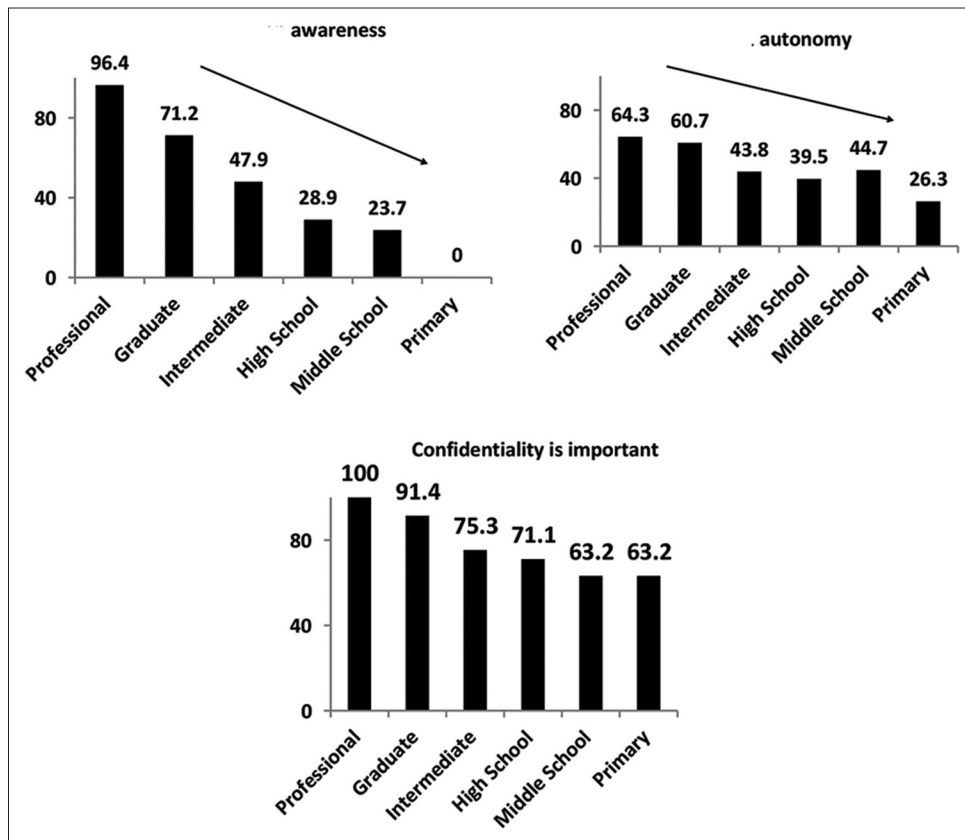 awareness
96.4
71.2
47.9
28.9
23.7
0
80
40
0
Professional
Graduate
Intermediate
High School
Middle School
Primary
autonomy
64.3
60.7
43.8
39.5
44.7
26.3
80
40
0
Professional
Graduate
Intermediate
High School
Middle School
Primary
Confidentiality is important
100
91.4
75.3
71.1
63.2
63.2
80
40
0
Professional
Graduate
Intermediate
High School
Middle School
Primary